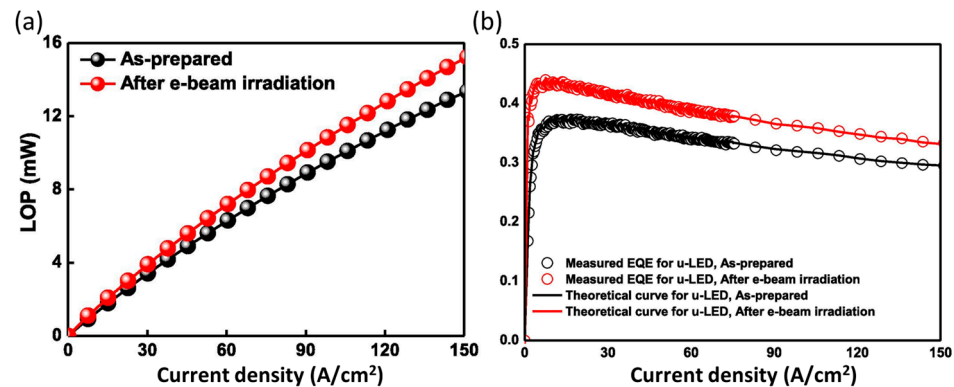 (a)
16
12
8
4
0
LOP (mW)
As-prepared
After e-beam irradiation
0 30 60 90 120 150
Current density (A/cm²)
(b)
0.5
0.4
0.3
0.2
0.1
Measured EQE for u-LED, As-prepared
Measured EQE for u-LED, After e-beam irradiation
Theoretical curve for u-LED, As-prepared
Theoretical curve for u-LED, After e-beam irradiation
0 30 60 90 120 150
Current density (A/cm²)